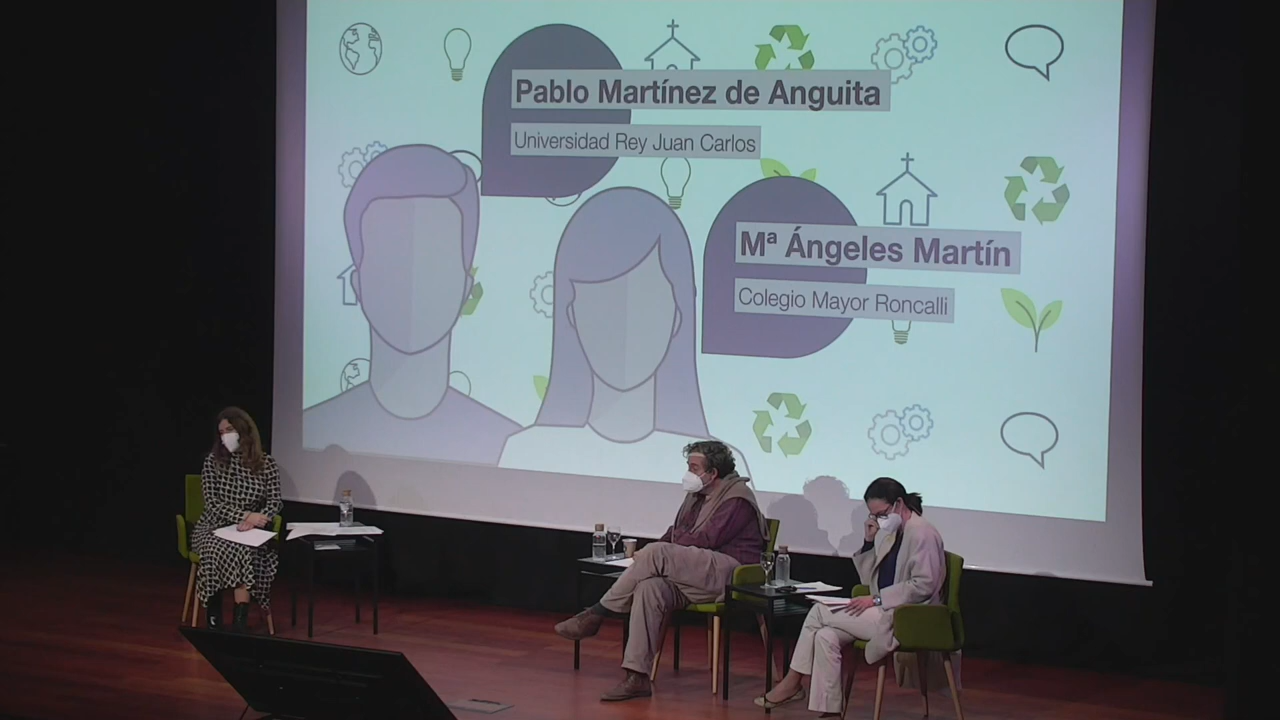 Pablo Martínez de Anguita
Universidad Rey Juan Carlos
Mª Ángeles Martín
Colegio Mayor Roncalli